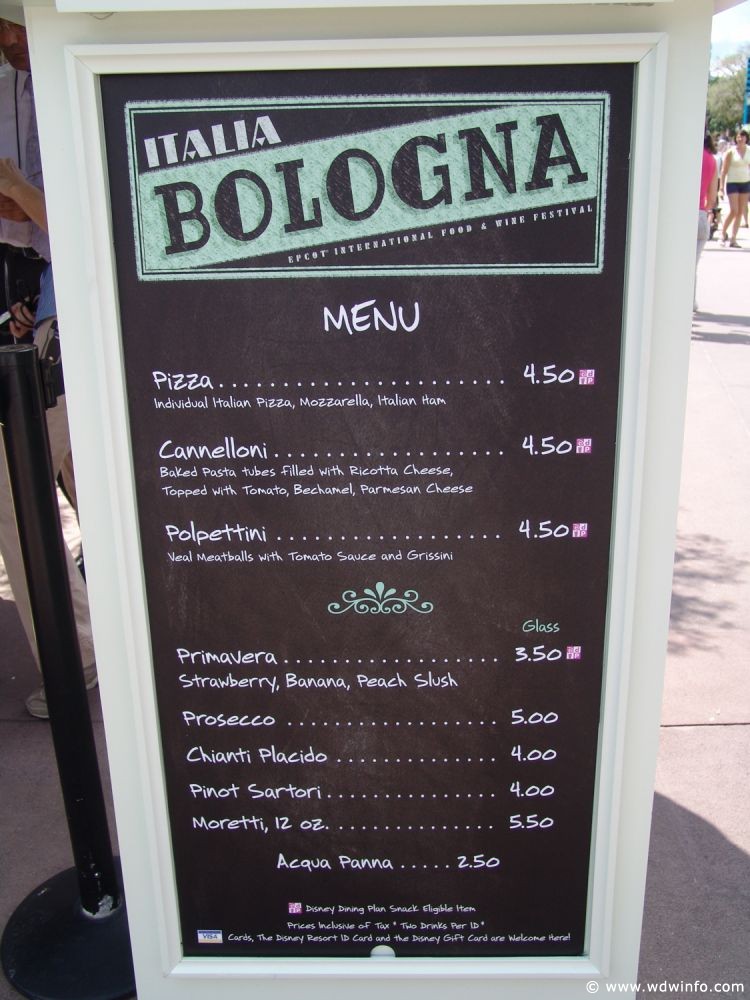 ITALIA
BOLOGNA
EPCOT INTERNATIONAL FOOD & WINE FESTIVAL
MENU
Pizza ........................ 4.50
Individual Italian Pizza, Mozzarella, Italian Ham
Cannelloni ................... 4.50
Baked Pasta tubes filled with Ricotta Cheese,
Topped with Tomato, Bechamel, Parmesan Cheese
Polpettini ................... 4.50
Veal Meatballs with Tomato Sauce and Grissini
Glass
Primavera .................. 3.50
Strawberry, Banana, Peach Slush
Prosecco ................. 5.00
Chianti Placido ............. 4.00
Pinot Sartori .............. 4.00
Moretti, 12 oz. .............. 5.50
Acqua Panna ..... 2.50
Disney Dining Plan Snack Eligible Item
Prices Inclusive of Tax * Two Drinks Per ID *
VISA Cards, The Disney Resort ID Card and the Disney Gift Card are Welcome Here!
© www.wdwinfo.com